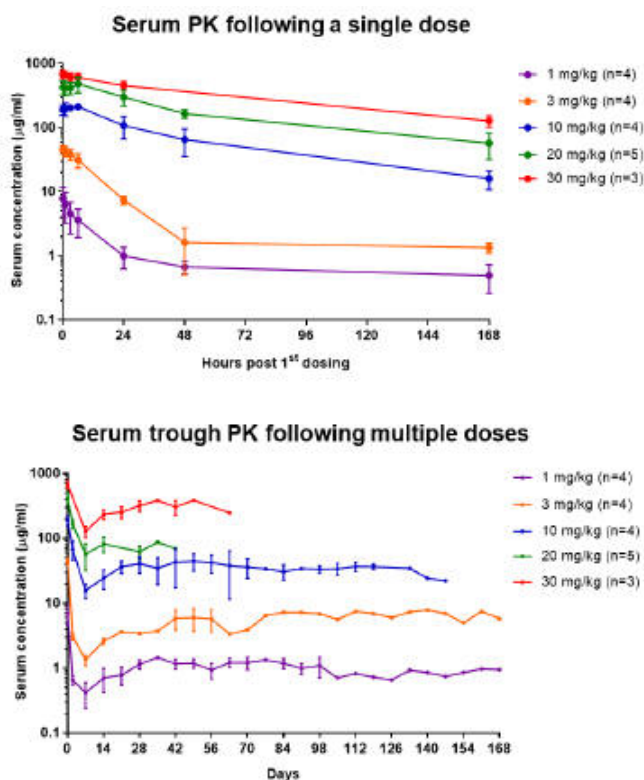 Serum PK following a single dose
Serum concentration (µg/ml)
1000
100
10
1
0.1
0
24
48
72
96
120
144
168
Hours post 1st dosing
1 mg/kg (n=4)
3 mg/kg (n=4)
10 mg/kg (n=4)
20 mg/kg (n=5)
30 mg/kg (n=3)
Serum trough PK following multiple doses
Serum concentration (µg/ml)
1000
100
10
1
0.1
0
14
28
42
56
70
84
98
112
126
140
154
168
Days
1 mg/kg (n=4)
3 mg/kg (n=4)
10 mg/kg (n=4)
20 mg/kg (n=5)
30 mg/kg (n=3)